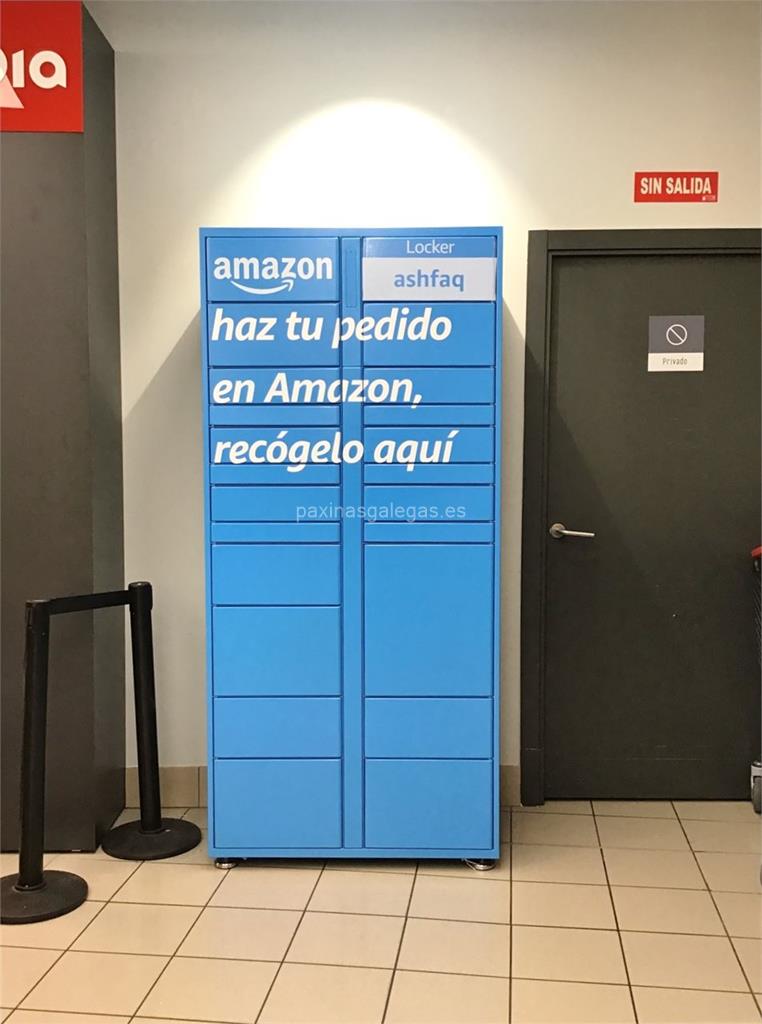 SIN SALIDA
amazon
Locker
ashfaq
haz tu pedido
en Amazon,
recógelo aquí
Privado
paxinasgalegas.es